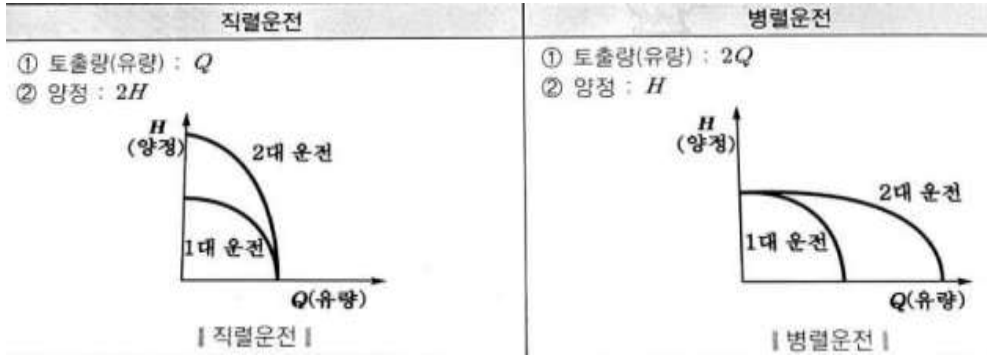 직렬운전
① 토출량(유량) : Q
② 양정 : 2H
H
(양정)
2대 운전
1대 운전
Q(유량)
‖ 직렬운전 ‖
병렬운전
① 토출량(유량) : 2Q
② 양정 : H
H
(양정)
2대 운전
1대 운전
Q(유량)
‖ 병렬운전 ‖